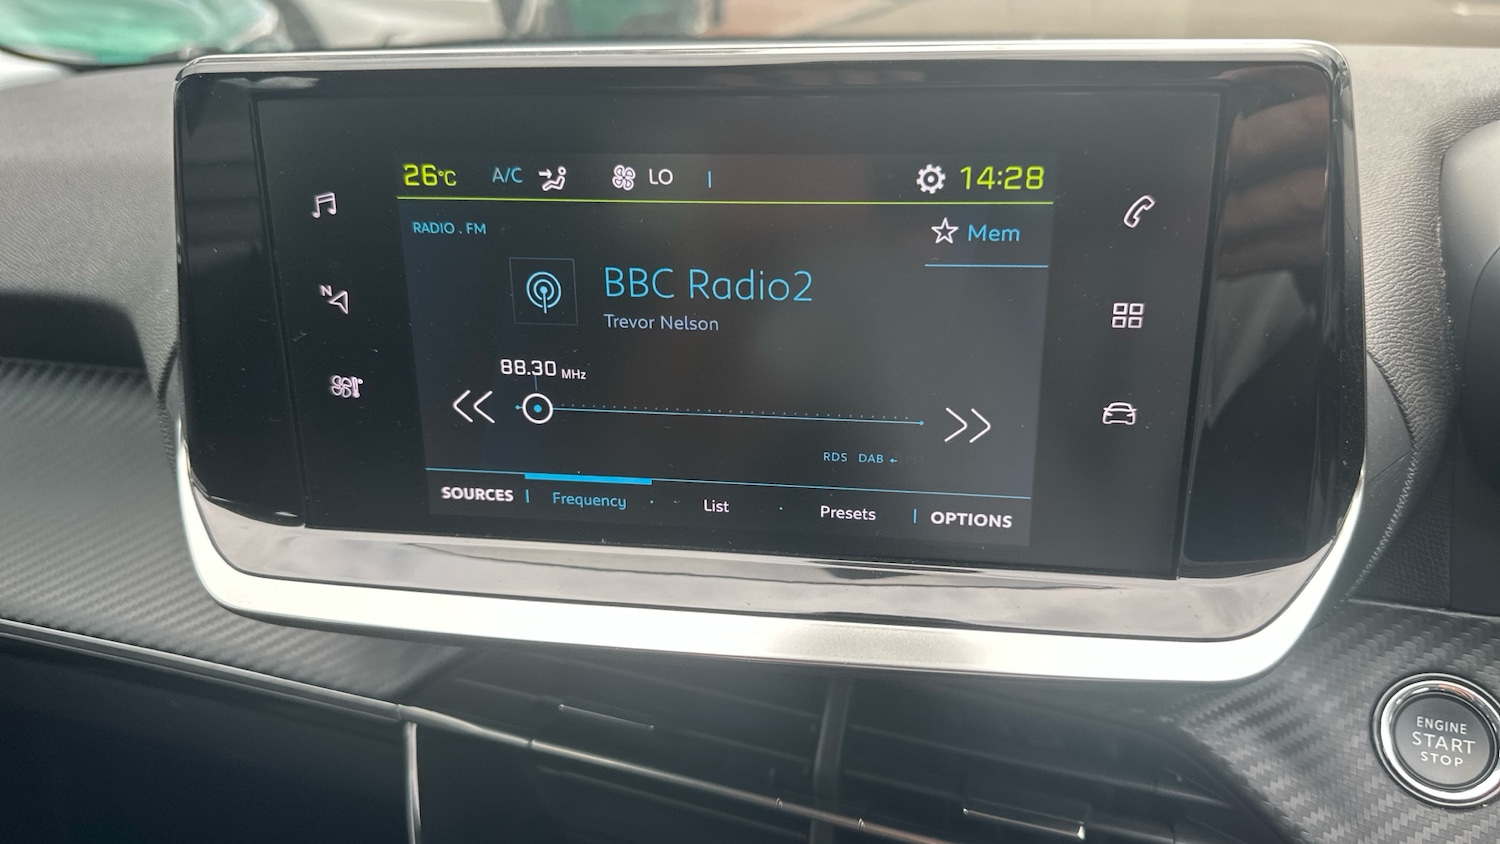 26°C A/C LO 14:28
RADIO . FM
Mem
BBC Radio2
Trevor Nelson
N
88.30 MHz
RDS DAB
SOURCES Frequency List Presets OPTIONS
ENGINE
START
STOP